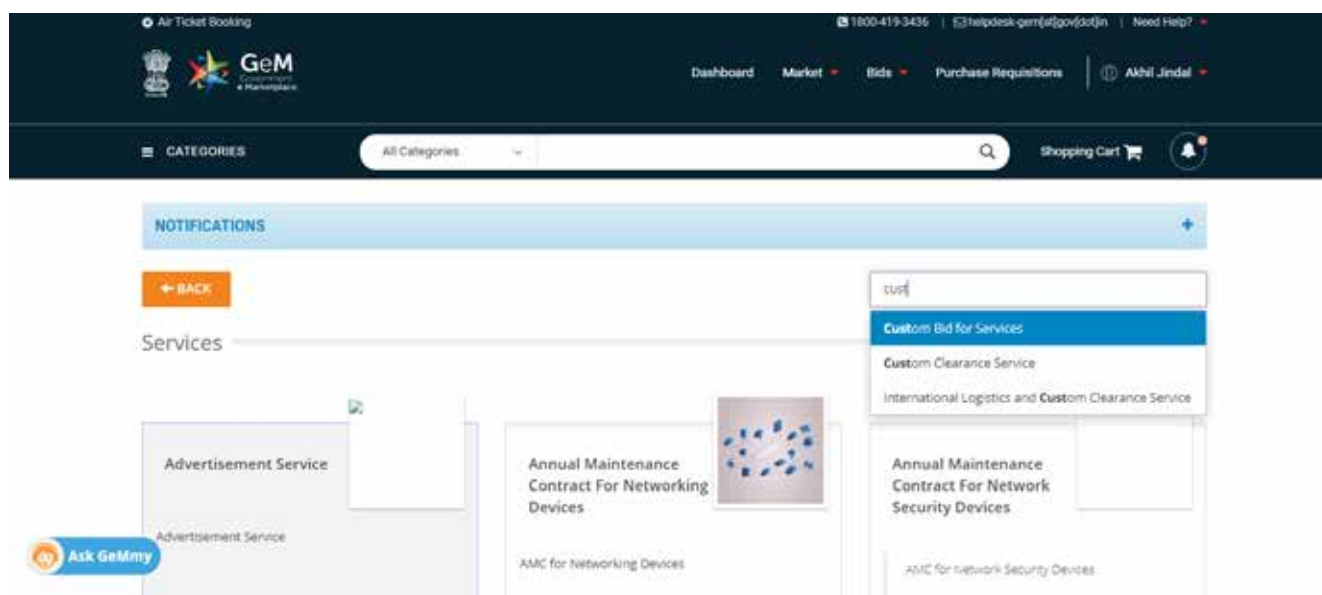 Air Ticket Booking
1800-419-3436 | helpdesk-gem[at]gov[dot]in | Need Help?
GeM
Government
e Marketplace
Dashboard Market Bids Purchase Requisitions Akhil Jindal
CATEGORIES All Categories Shopping Cart
NOTIFICATIONS +
BACK
cust
Custom Bid for Services
Services
Custom Clearance Service
International Logistics and Custom Clearance Service
Advertisement Service
Annual Maintenance
Contract For Networking
Devices
Annual Maintenance
Contract For Network
Security Devices
Advertisement Service
AMC for Networking Devices
AMC for Network Security Devices
Ask GeMmy